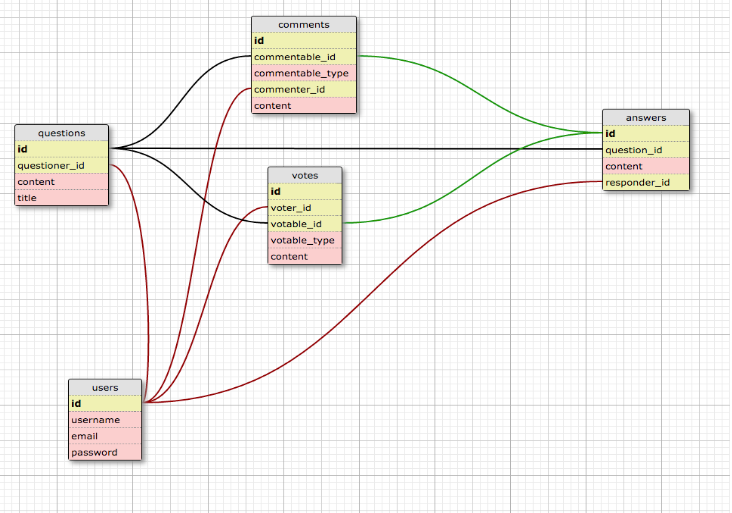 comments
id
commentable_id
commentable_type
commenter_id
content
questions
id
questioner_id
content
title
votes
id
voter_id
votable_id
votable_type
content
answers
id
question_id
content
responder_id
users
id
username
email
password